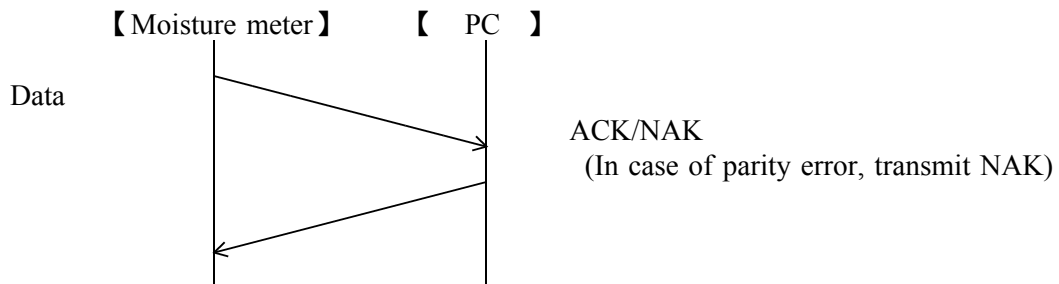 【Moisture meter】 【 PC 】
Data
ACK/NAK
(In case of parity error, transmit NAK)